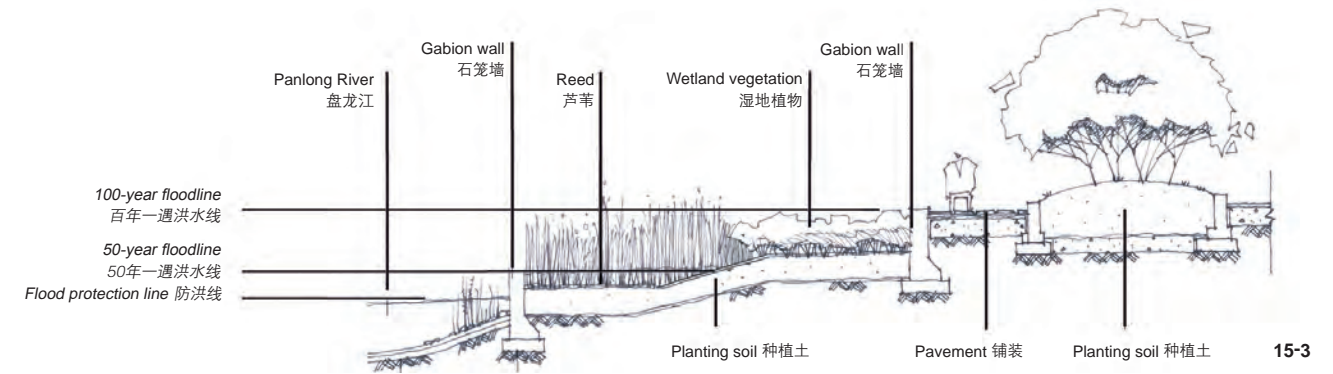 Gabion wall
石笼墙
Gabion wall
石笼墙
Panlong River
盘龙江
Reed
芦苇
Wetland vegetation
湿地植物
100-year floodline
百年一遇洪水线
50-year floodline
50年一遇洪水线
Flood protection line 防洪线
Planting soil 种植土
Pavement 铺装
Planting soil 种植土
15-3